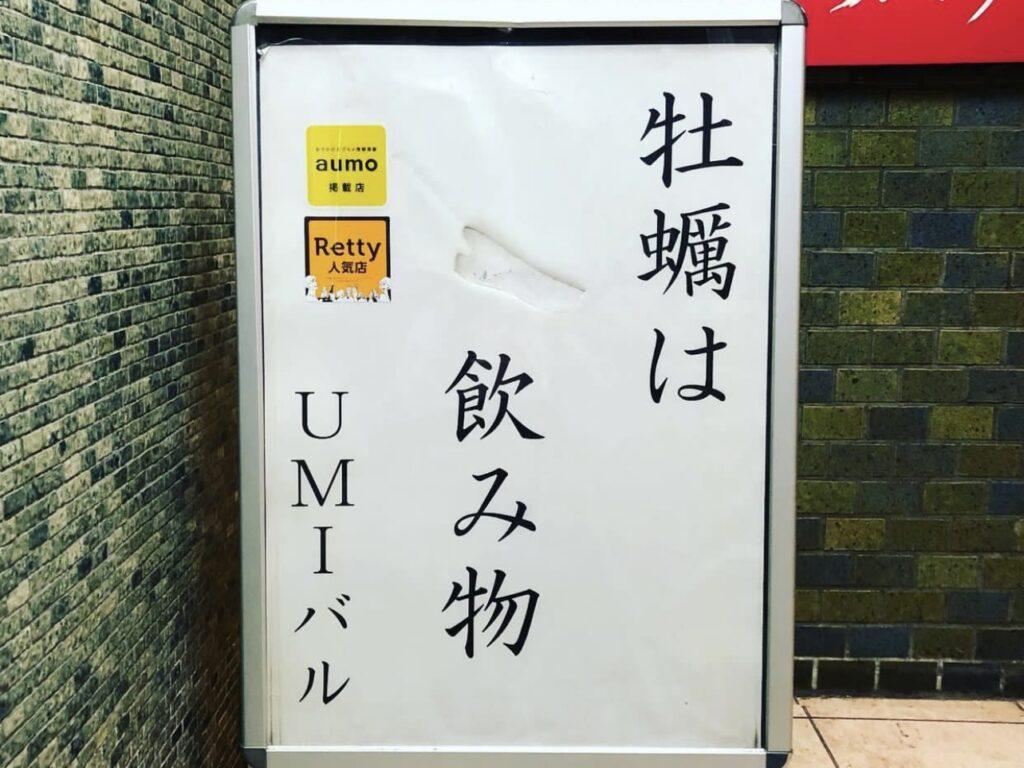 牡蠣は
飲み物
UMIバル
aumo
掲載店
Retty
人気店